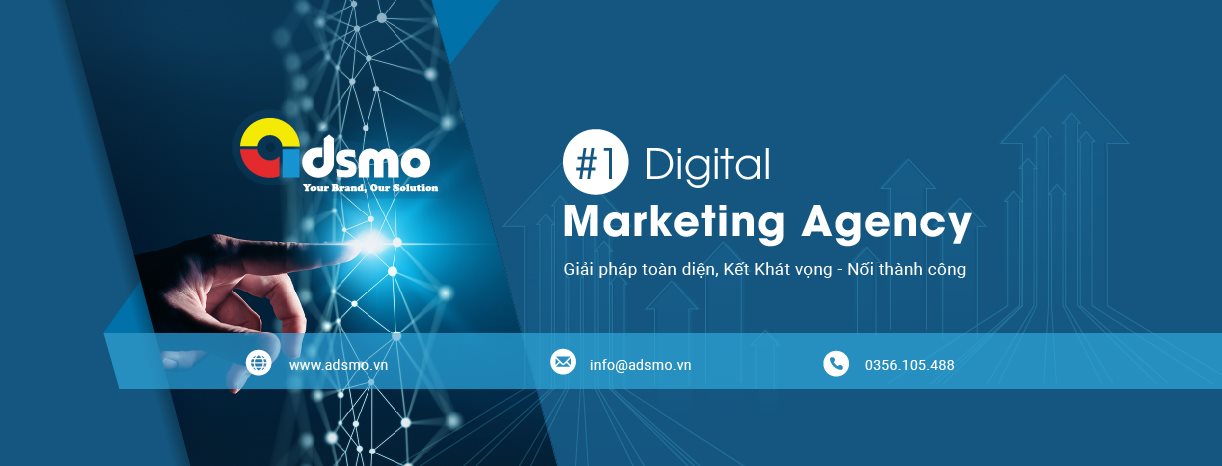 adsmo
Your Brand, Our Solution
#1 Digital
Marketing Agency
Giải pháp toàn diện, Kết Khát vọng - Nối thành công
www.adsmo.vn
info@adsmo.vn
0356.105.488